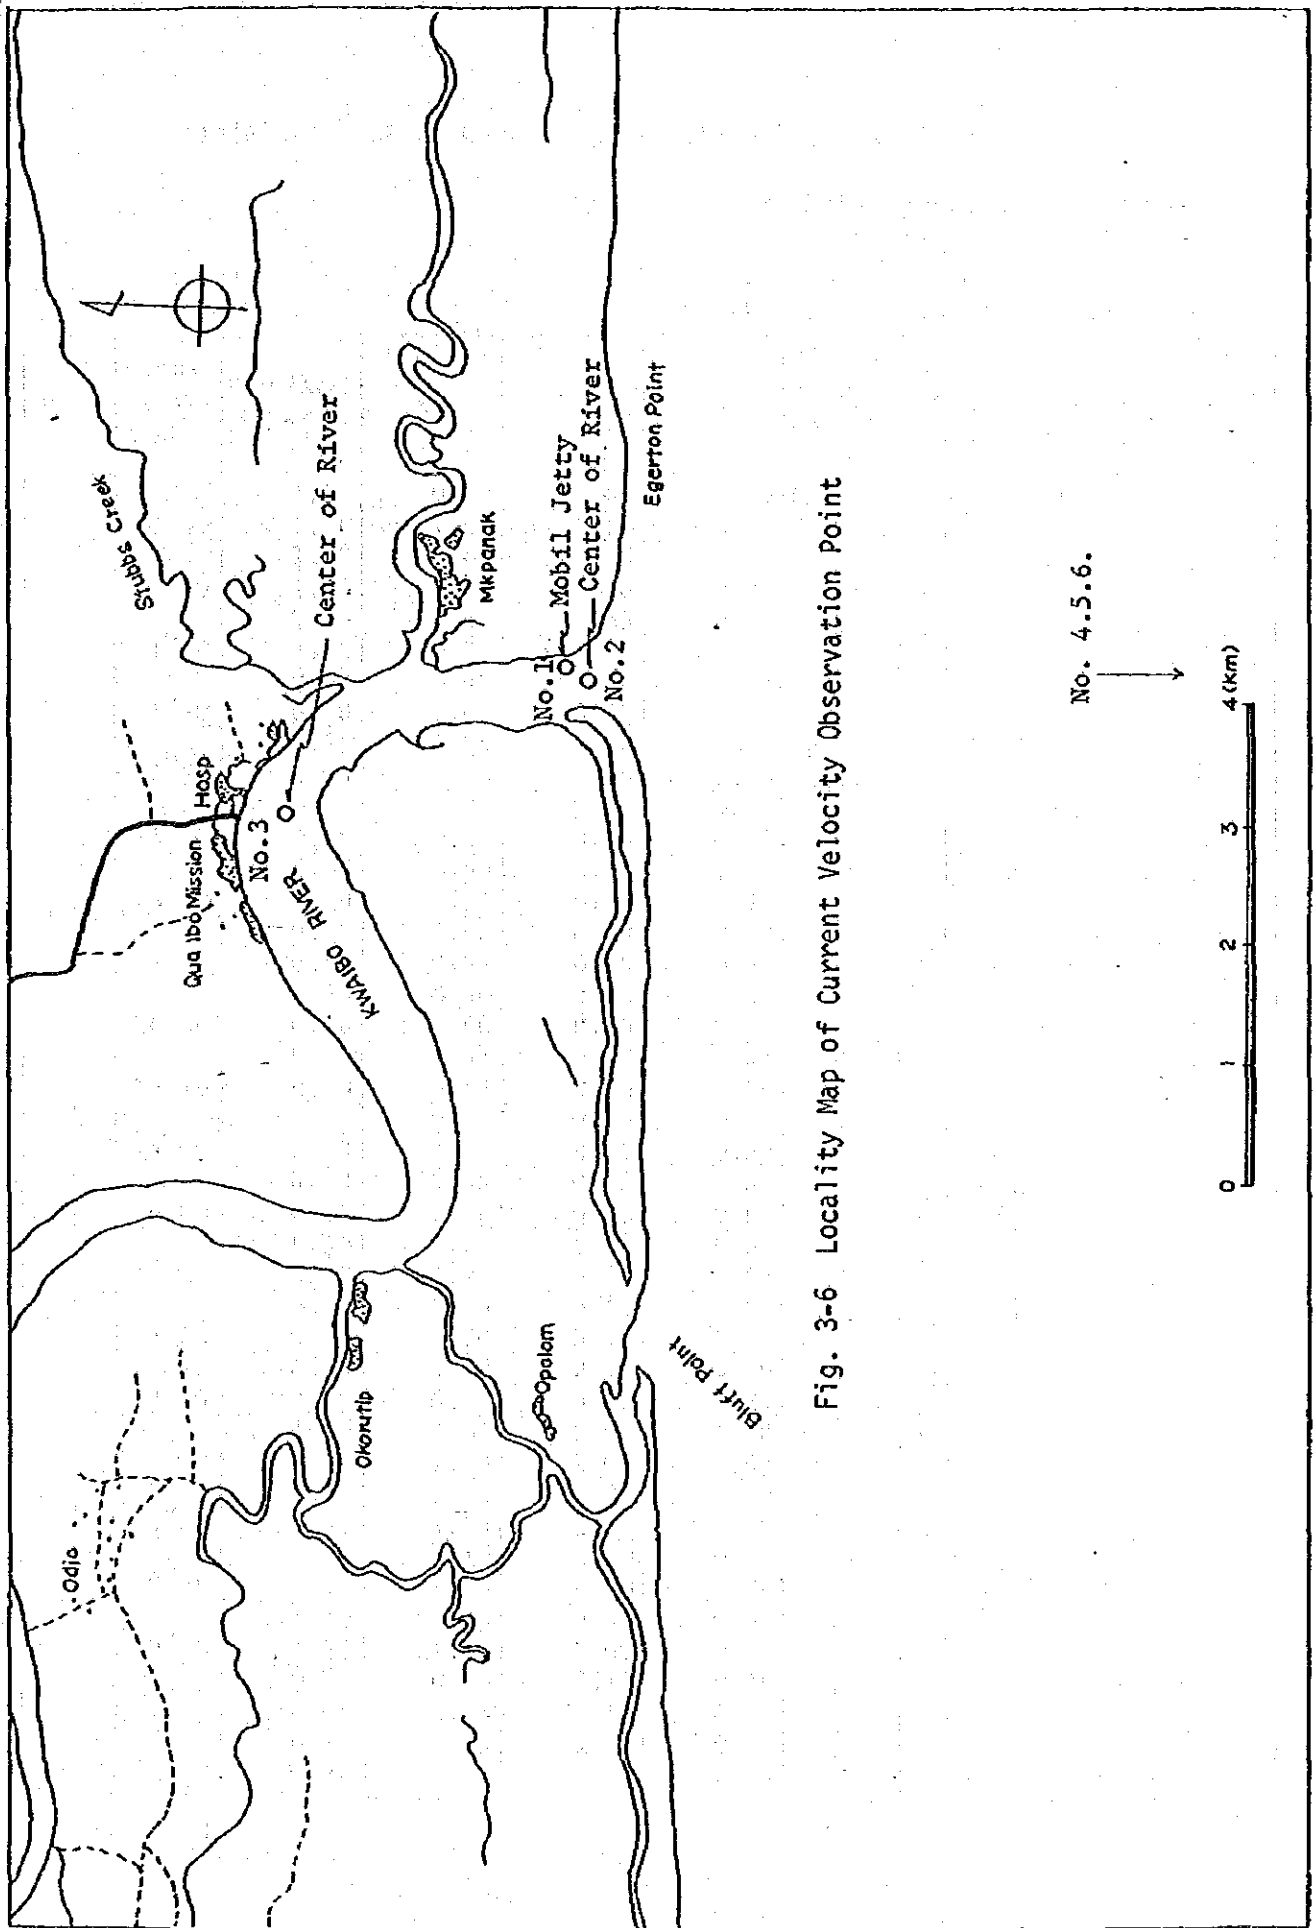 Stubbs Creek
Center of River
Hosp
Qua Ibo Mission
No.3
KWAIBO RIVER
Mkpanak
No.1
Mobil Jetty
Center of River
No.2
Egerton Point
Odio
Okorutip
Opolom
Bluff Point
Fig. 3-6 Locality Map of Current Velocity Observation Point
No. 4.5.6.
0 1 2 3 4(km)